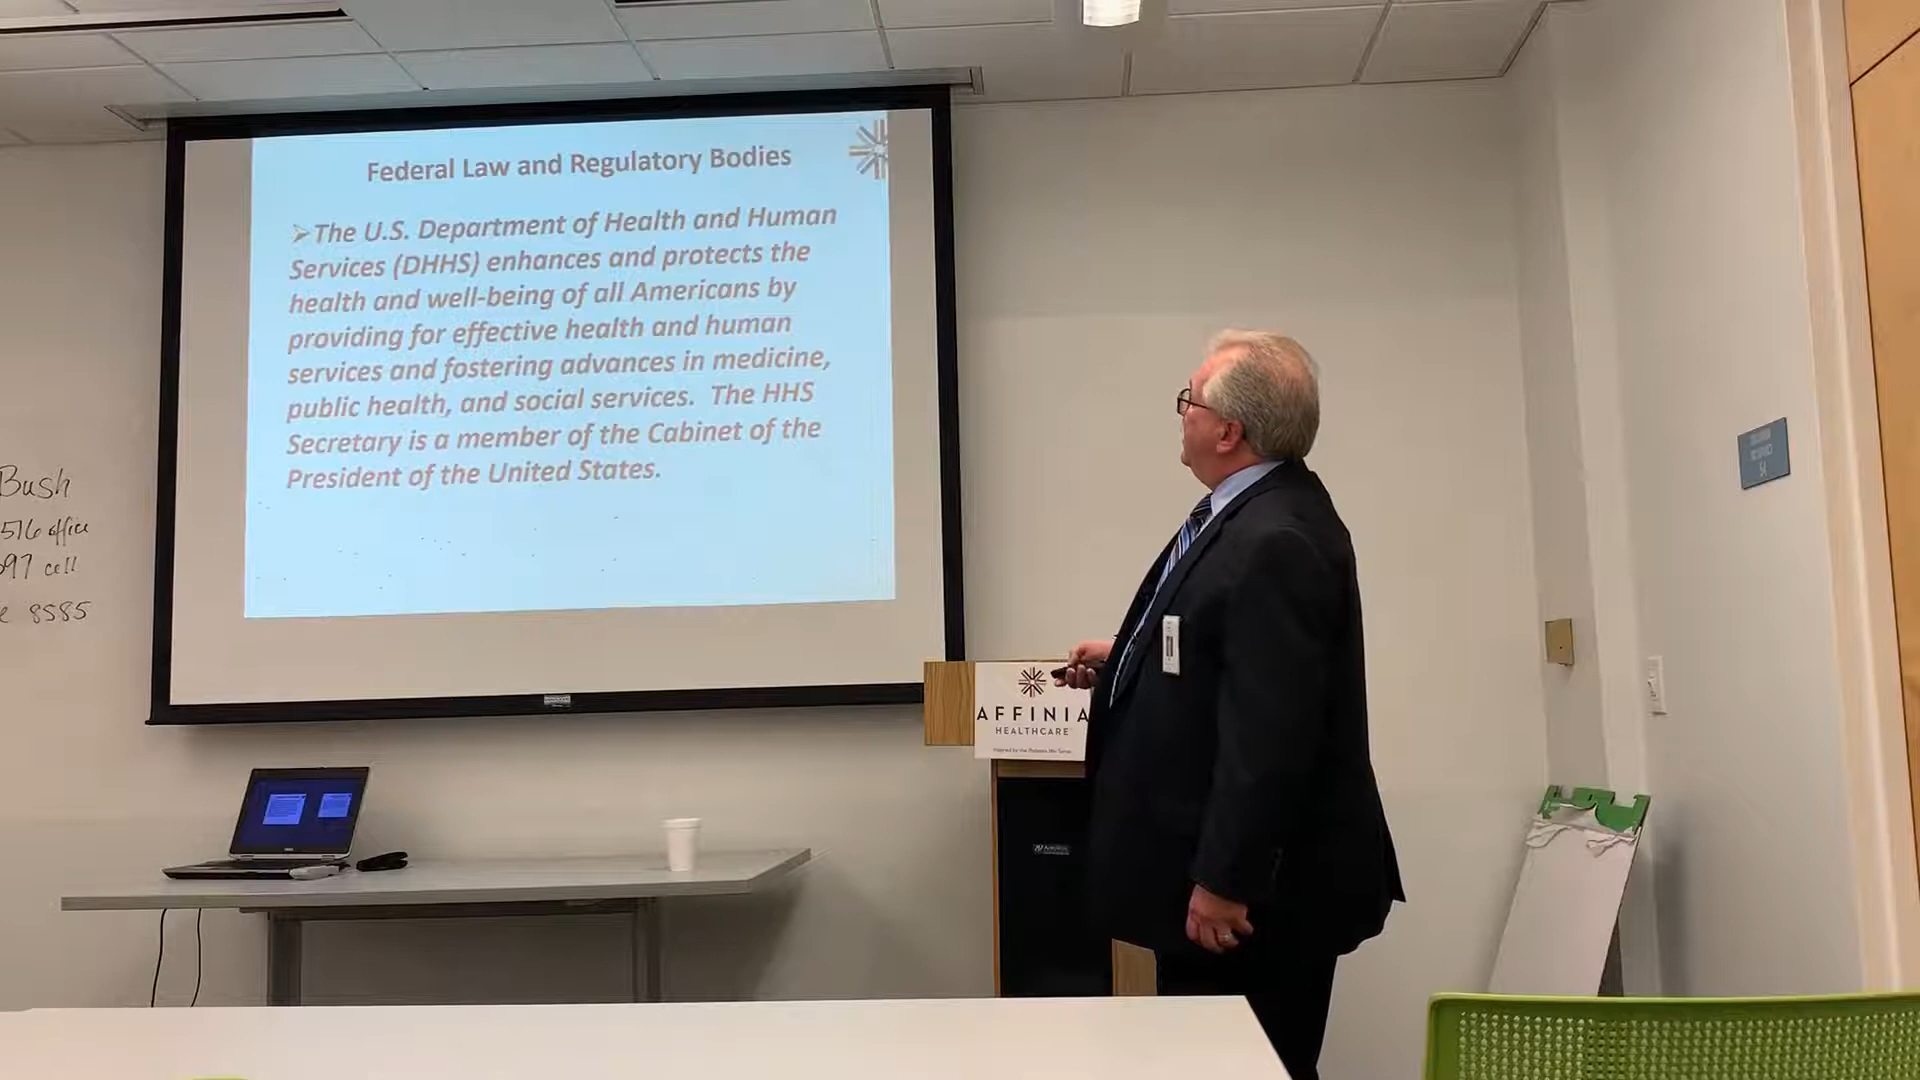 Federal Law and Regulatory Bodies
The U.S. Department of Health and Human
Services (DHHS) enhances and protects the
health and well-being of all Americans by
providing for effective health and human
services and fostering advances in medicine,
public health, and social services. The HHS
Secretary is a member of the Cabinet of the
President of the United States.
Bush
516 office
97 cell
8585
AFFINIA
HEALTHCARE